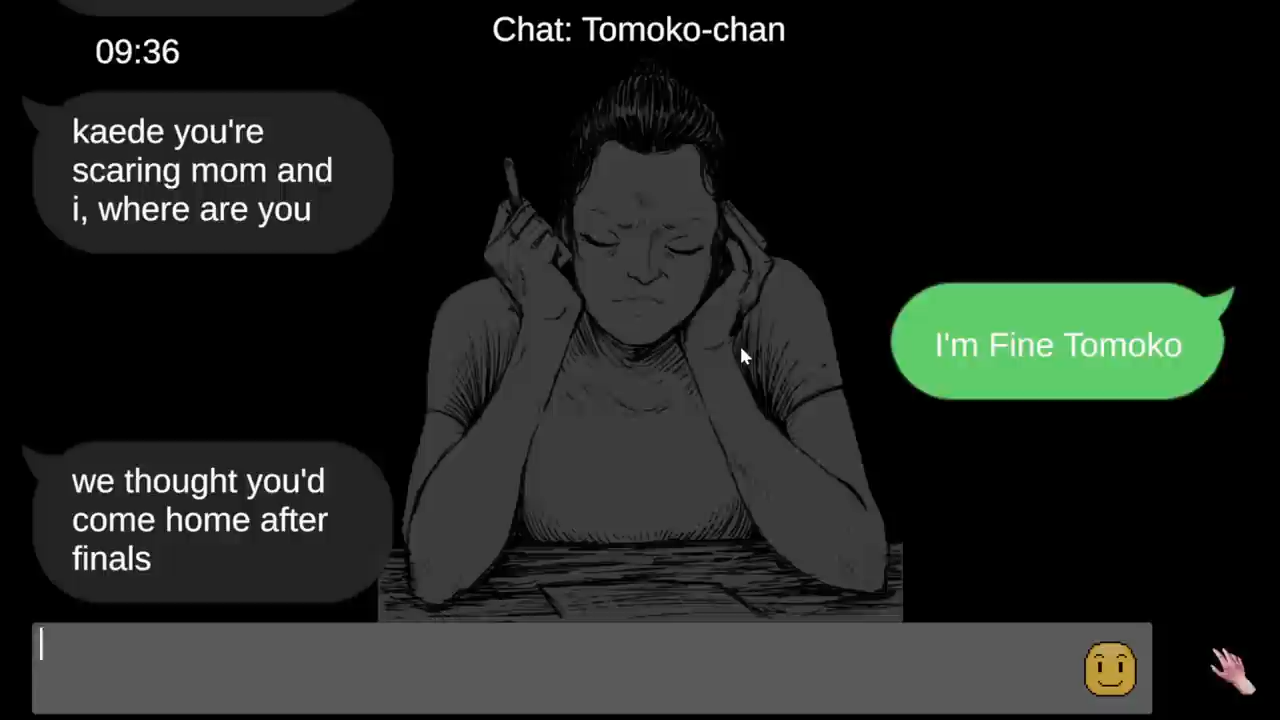 Chat: Tomoko-chan
09:36
kaede you're
scaring mom and
i, where are you
I'm Fine Tomoko
we thought you'd
come home after
finals